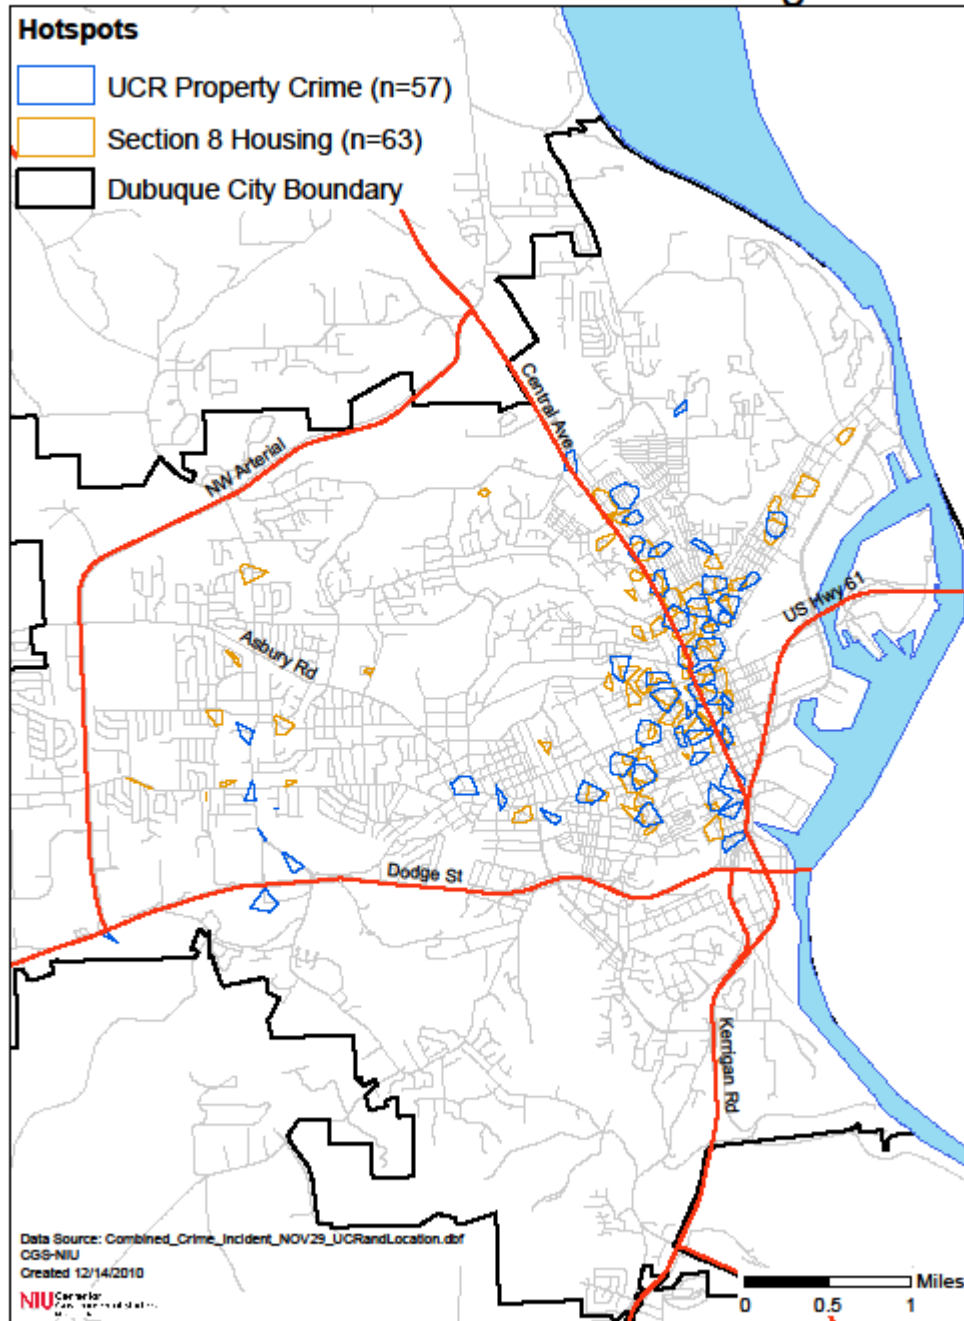 Hotspots
UCR Property Crime (n=57)
Section 8 Housing (n=63)
Dubuque City Boundary
Central Ave
NW Arterial
US Hwy 61
Asbury Rd
Dodge St
Kerrigan Rd
Data Source: Combined_Crime_Incident_NOV29_UCRandLocation.dbf
CGS-NIU
Created 12/14/2010
NIU Center for
Miles
0 0.5 1